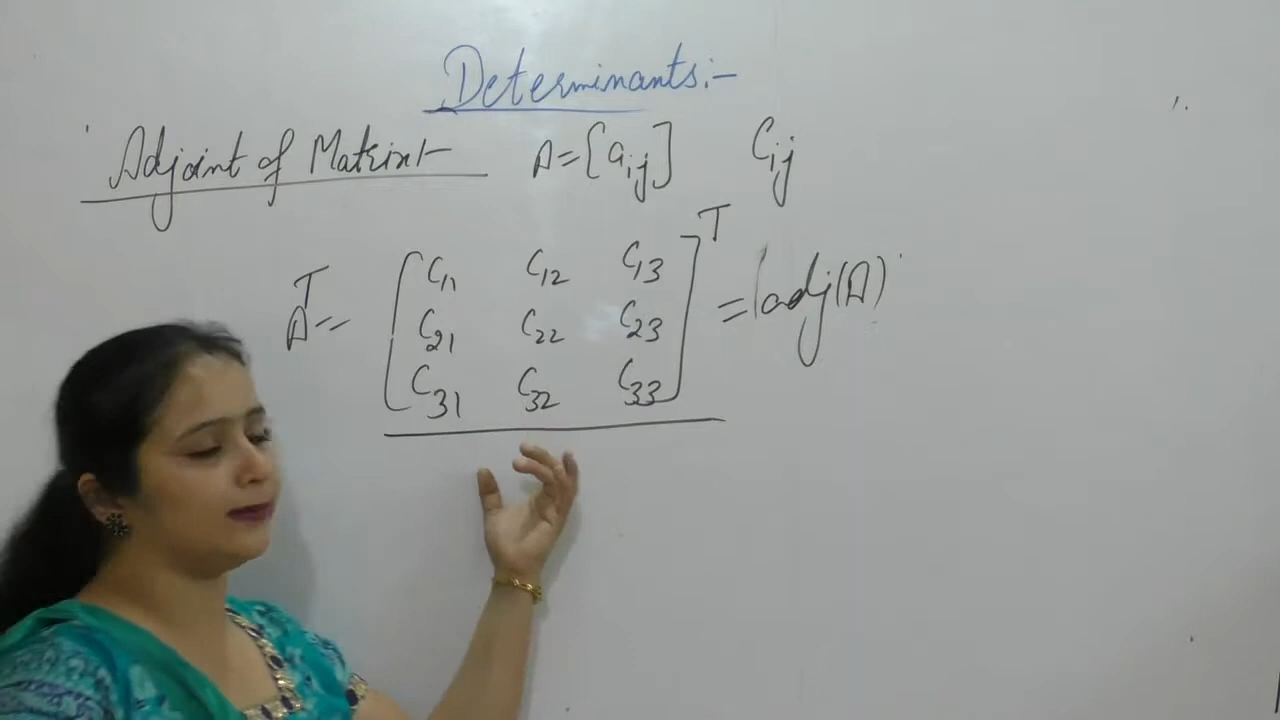 Determinants:-
Adjoint of Matrix:- A=[aij] Cij
A^T= [C11 C12 C13
C21 C22 C23
C31 C32 C33]^T = adj(A)